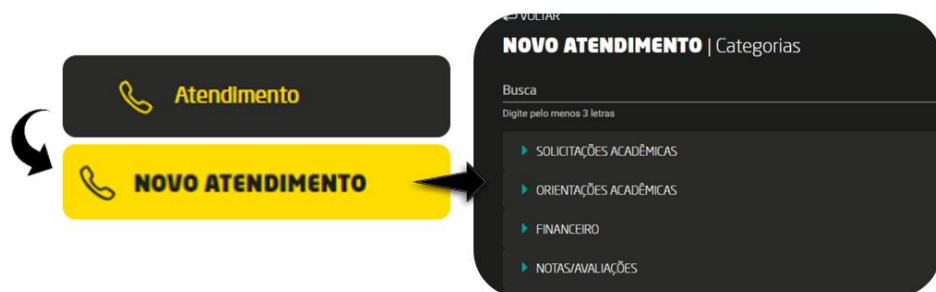 Atendimento
NOVO ATENDIMENTO
VOLTAR
NOVO ATENDIMENTO | Categorias
Busca
Digite pelo menos 3 letras
SOLICITAÇÕES ACADÊMICAS
ORIENTAÇÕES ACADÊMICAS
FINANCEIRO
NOTAS/AVALIAÇÕES